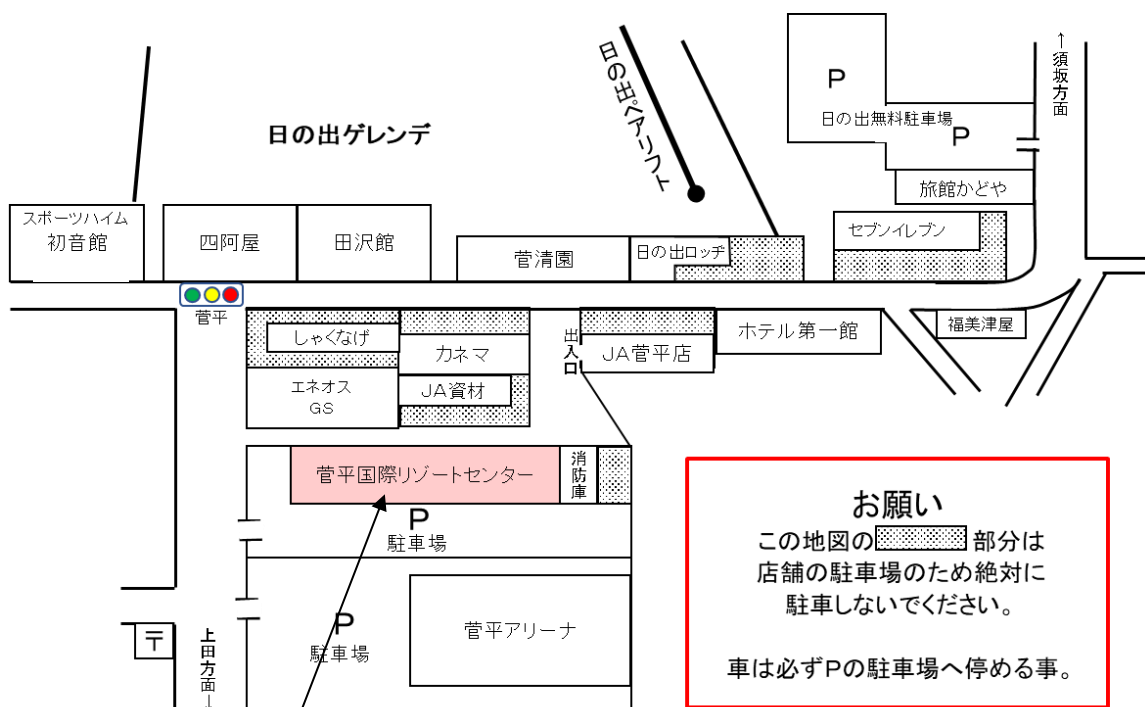 日の出ゲレンデ
日の出ペアリフト
P
日の出無料駐車場
P
↑須坂方面
旅館かどや
スポーツハイム
初音館
四阿屋
田沢館
菅清園
日の出ロッヂ
セブンイレブン
菅平
しゃくなげ
カネマ
出入口
JA菅平店
ホテル第一館
福美津屋
エネオス
GS
JA資材
菅平国際リゾートセンター
消防庫
P
駐車場
P
駐車場
菅平アリーナ
〒
上田方面↓
お願い
この地図の 部分は
店舗の駐車場のため絶対に
駐車しないでください。
車は必ずPの駐車場へ停める事。